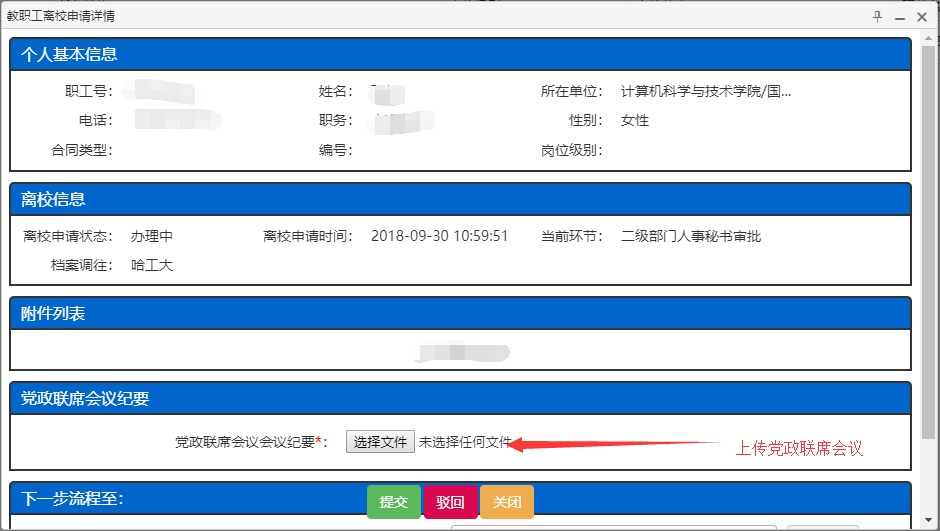 教职工离校申请详情
个人基本信息
职工号： 姓名： 所在单位： 计算机科学与技术学院/国...
电话： 职务： 性别： 女性
合同类型： 编号： 岗位级别：
离校信息
离校申请状态： 办理中 离校申请时间： 2018-09-30 10:59:51 当前环节： 二级部门人事秘书审批
档案调往： 哈工大
附件列表
党政联席会议纪要
党政联席会议会议纪要*： 选择文件 未选择任何文件 上传党政联席会议
下一步流程至： 提交 驳回 关闭